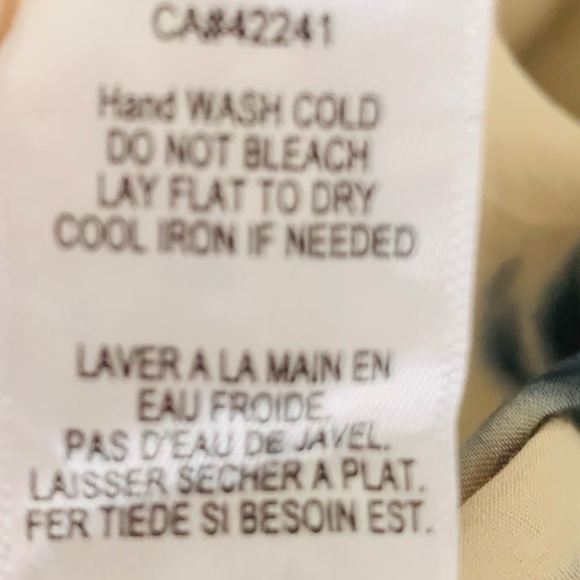 CA#42241
Hand WASH COLD
DO NOT BLEACH
LAY FLAT TO DRY
COOL IRON IF NEEDED
LAVER A LA MAIN EN
EAU FROIDE.
PAS D'EAU DE JAVEL.
LAISSER SECHER A PLAT.
FER TIEDE SI BESOIN EST.